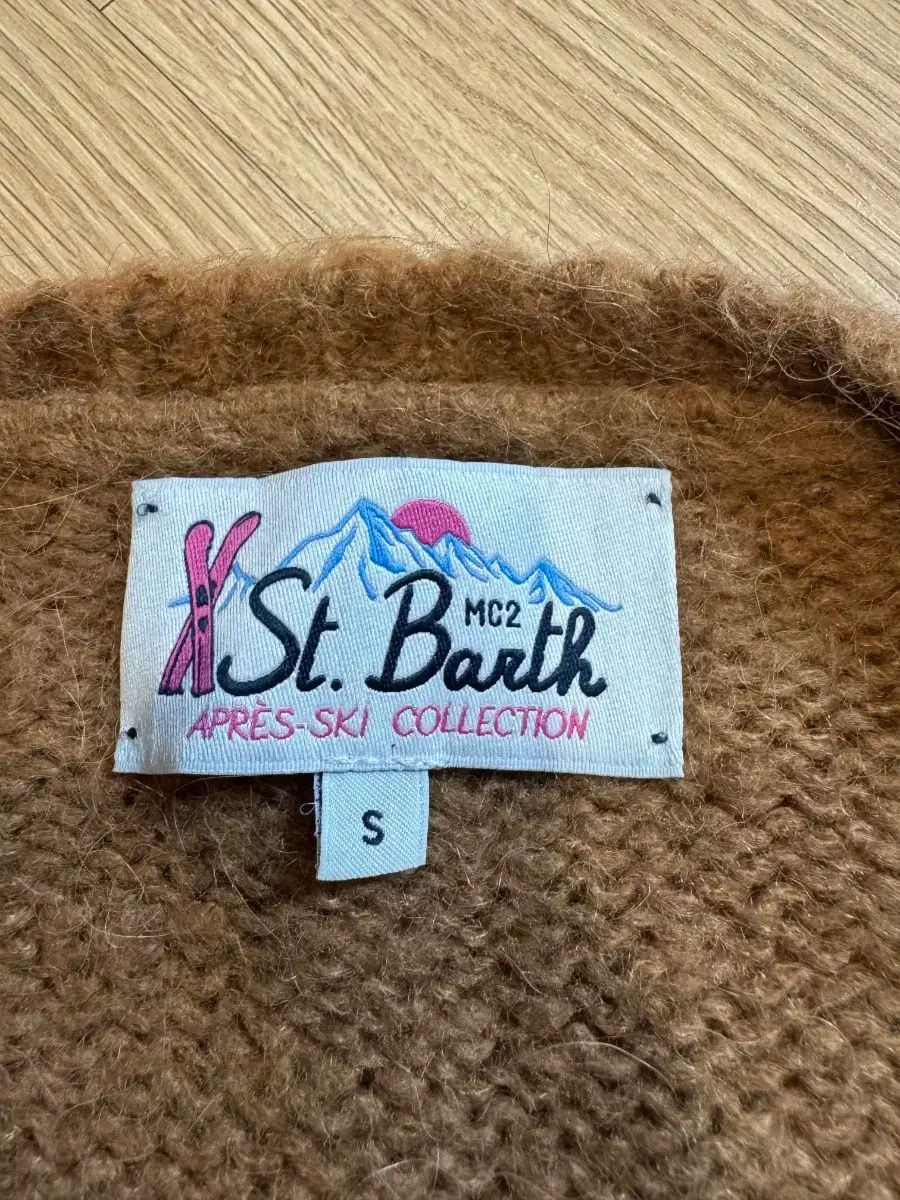 St. Barth MC2
APRÈS-SKI COLLECTION
S